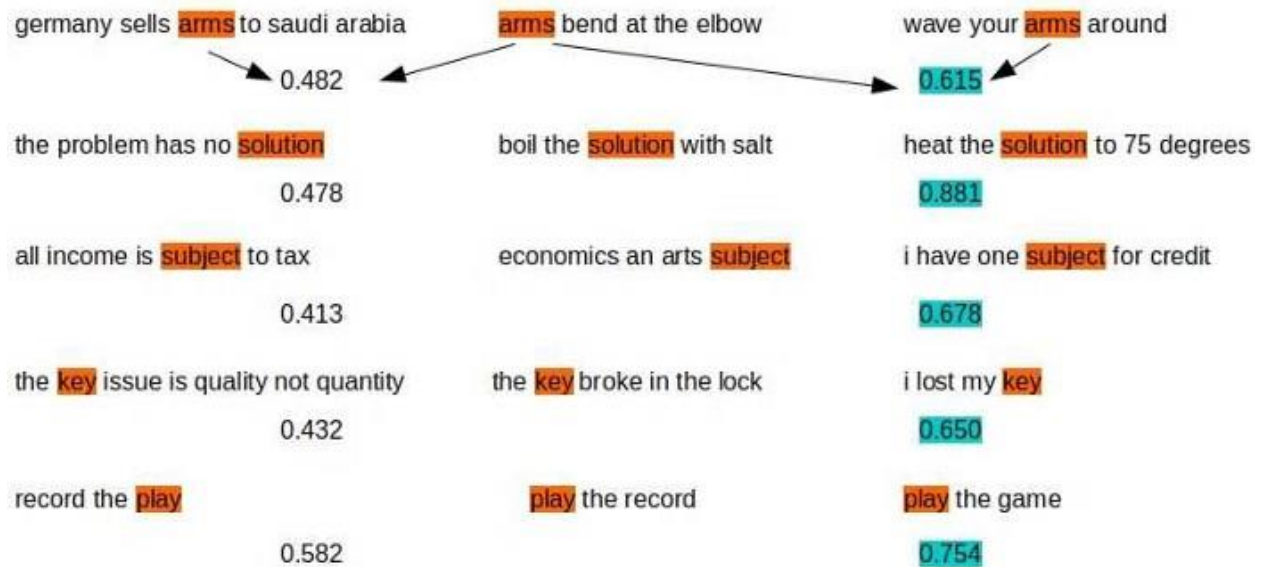 germany sells arms to saudi arabia arms bend at the elbow wave your arms around
0.482 0.615
the problem has no solution boil the solution with salt heat the solution to 75 degrees
0.478 0.881
all income is subject to tax economics an arts subject i have one subject for credit
0.413 0.678
the key issue is quality not quantity the key broke in the lock i lost my key
0.432 0.650
record the play play the record play the game
0.582 0.754